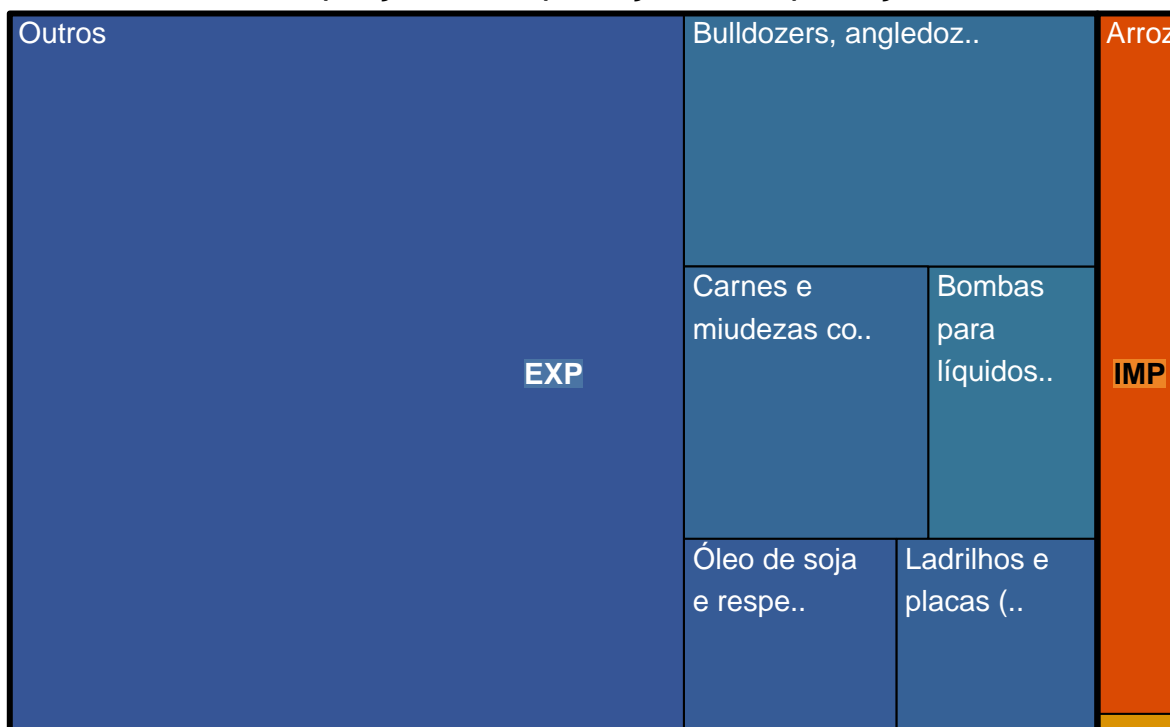 Outros
Bulldozers, angledoz..
Arroz
Carnes e
miudezas co..
Bombas
para
líquidos..
EXP
IMP
Óleo de soja
e respe..
Ladrilhos e
placas (..